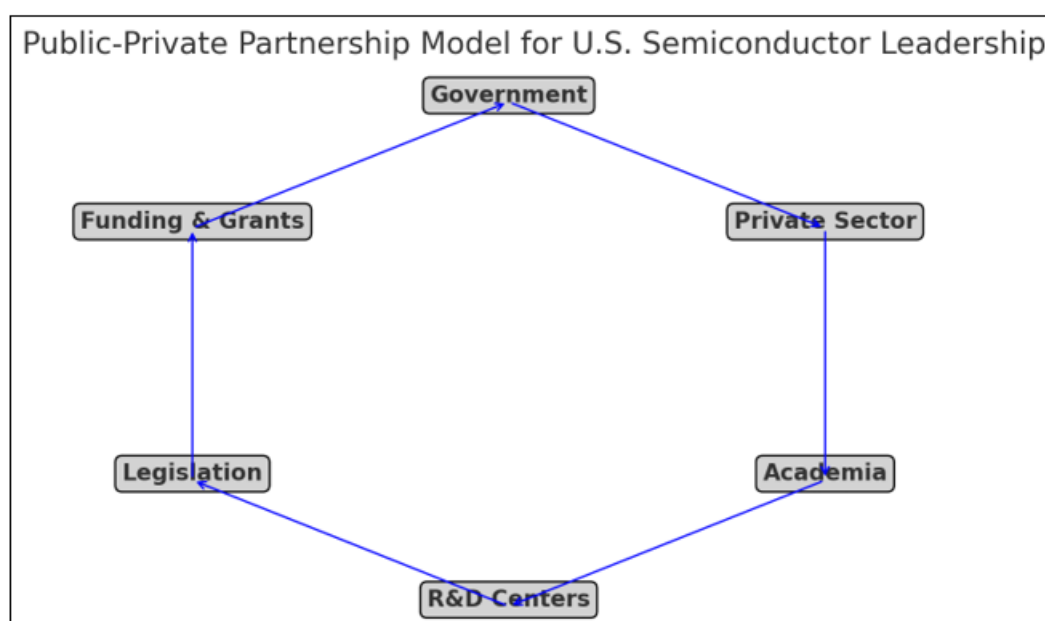 Public-Private Partnership Model for U.S. Semiconductor Leadership
Government
Funding & Grants
Private Sector
Legislation
Academia
R&D Centers